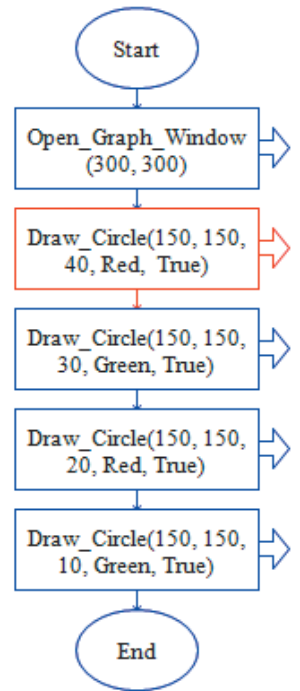 Start
Open_Graph_Window
(300, 300)
Draw_Circle(150, 150,
40, Red, True)
Draw_Circle(150, 150,
30, Green, True)
Draw_Circle(150, 150,
20, Red, True)
Draw_Circle(150, 150,
10, Green, True)
End